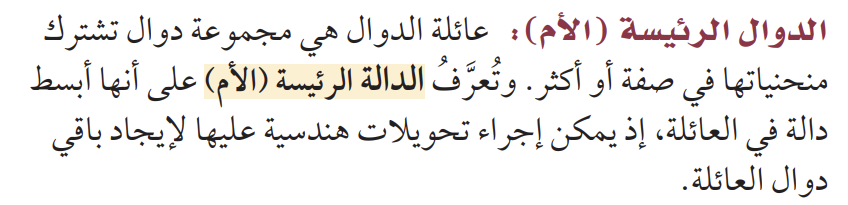 الدوال الرئيسة (الأم): عائلة الدوال هي مجموعة دوال تشترك
منحنياتها في صفة أو أكثر. وتُعرَّفُ الدالة الرئيسة (الأم) على أنها أبسط
دالة في العائلة، إذ يمكن إجراء تحويلات هندسية عليها لإيجاد باقي
دوال العائلة.